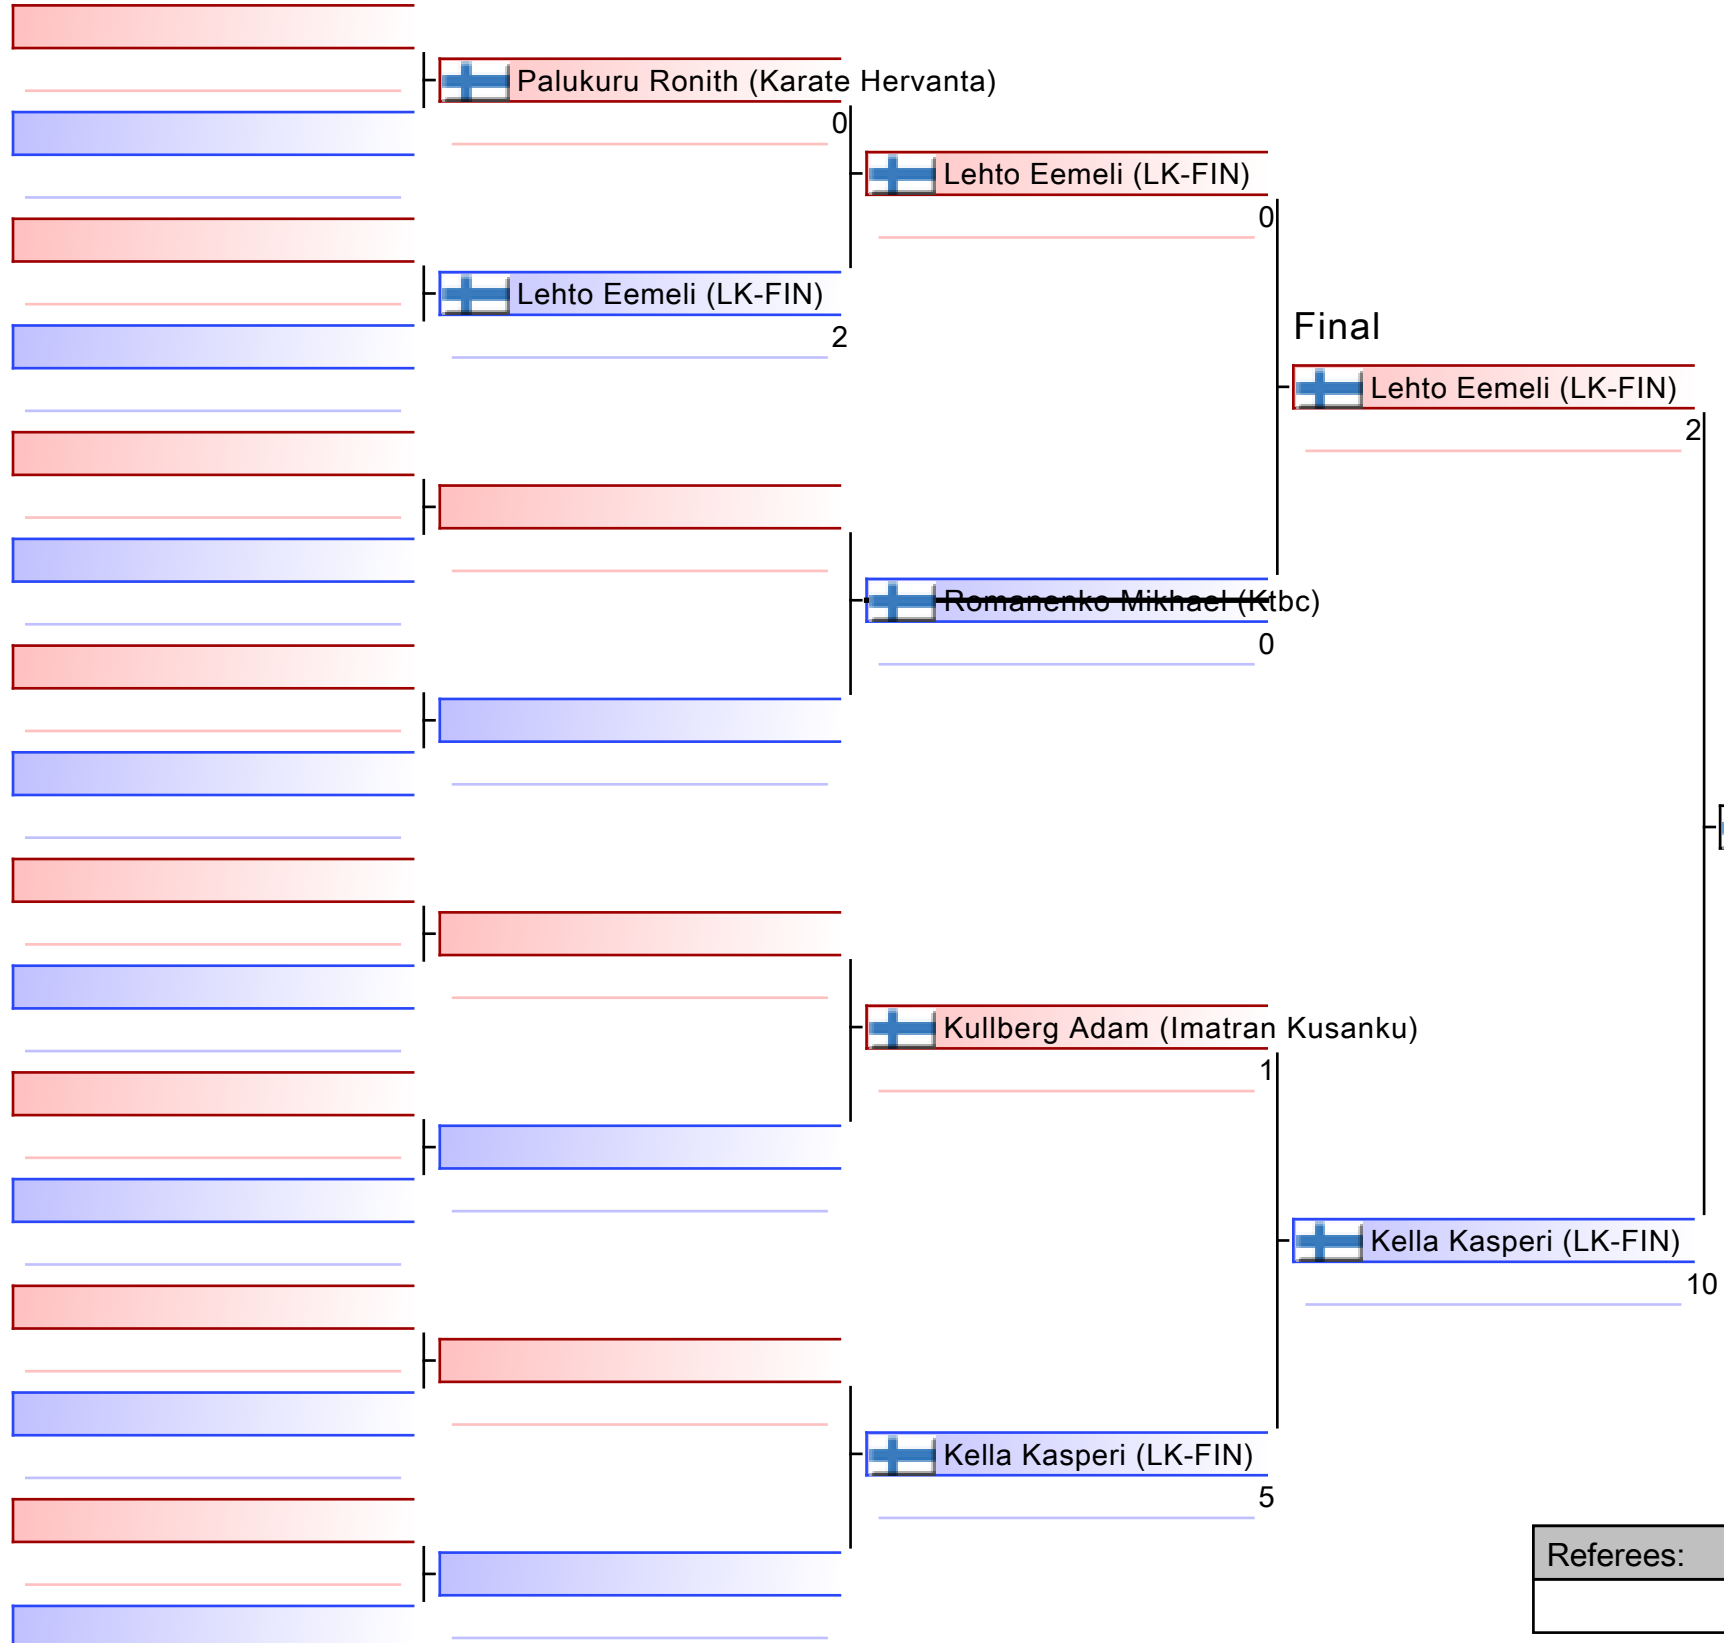 Palukuru Ronith (Karate Hervanta)
0
Lehto Eemeli (LK-FIN)
0
Lehto Eemeli (LK-FIN)
2
Final
Lehto Eemeli (LK-FIN)
2
Romanenko Mikhael (Ktbc)
0
Kullberg Adam (Imatran Kusanku)
1
Kella Kasperi (LK-FIN)
10
Kella Kasperi (LK-FIN)
5
Referees: